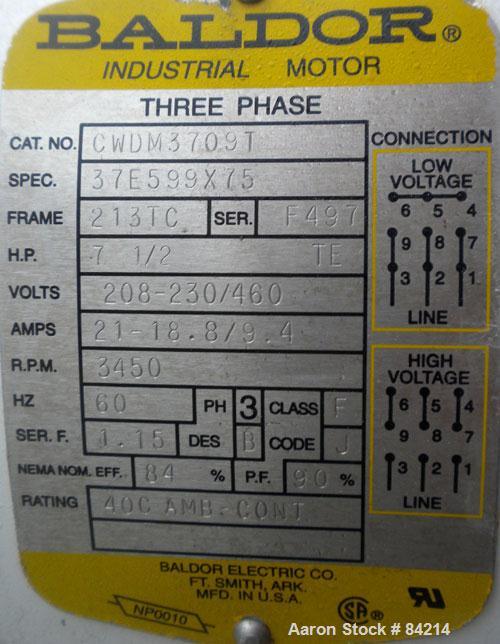 BALDOR®
INDUSTRIAL MOTOR
THREE PHASE
CAT. NO. CWDM3709T
SPEC. 37E599X75
FRAME 213TC SER. F497
H.P. 7 1/2 TE
VOLTS 208-230/460
AMPS 21-18.8/9.4
R.P.M. 3450
HZ 60 PH 3 CLASS F
SER. F. 1.15 DES B CODE J
NEMA NOM. EFF. 84 % P.F. 90 %
RATING 40C AMB-CONT
CONNECTION
LOW
VOLTAGE
6 5 4
9 8 7
3 2 1
LINE
HIGH
VOLTAGE
6 5 4
9 8 7
3 2 1
LINE
BALDOR ELECTRIC CO.
FT. SMITH, ARK.
MFD. IN U.S.A.
NP0010
SA ®
RU
Aaron Stock # 84214